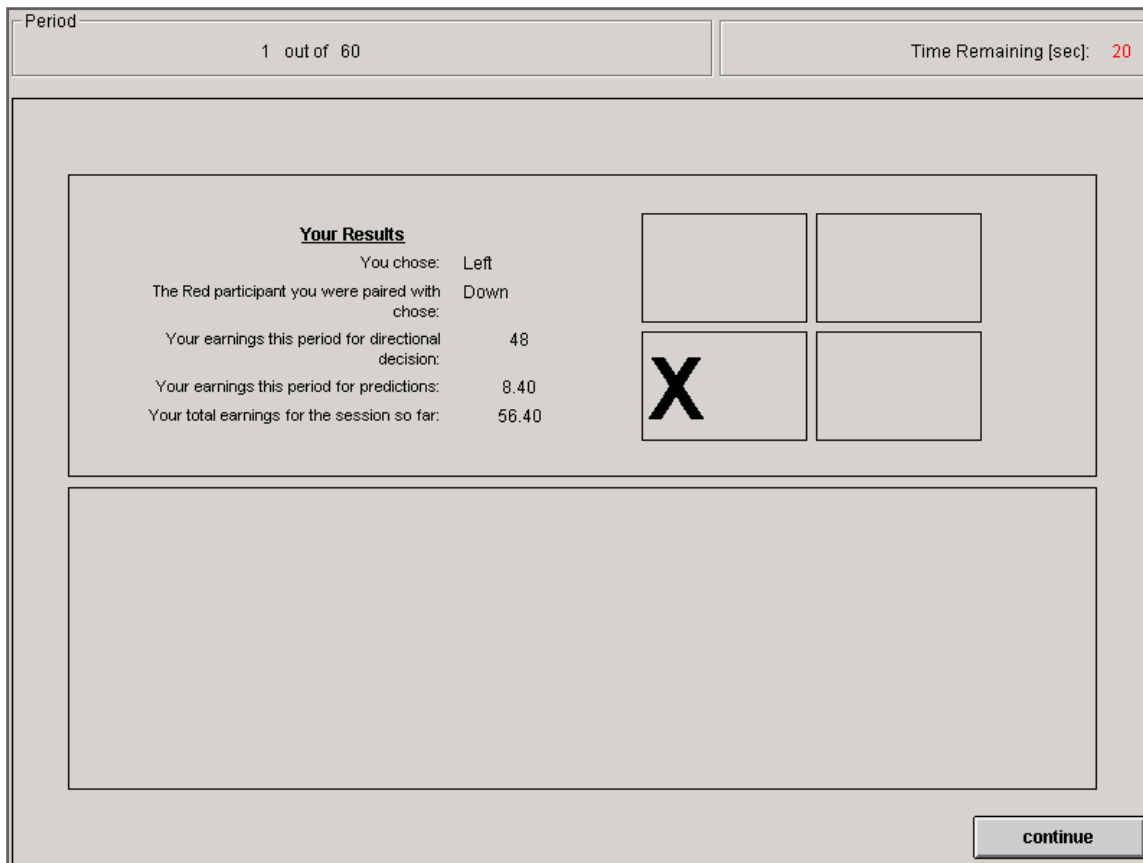 Period
1 out of 60
Time Remaining [sec]: 20
Your Results
You chose: Left
The Red participant you were paired with Down
chose:
Your earnings this period for directional 48
decision:
Your earnings this period for predictions: 8.40
Your total earnings for the session so far: 56.40
X
continue